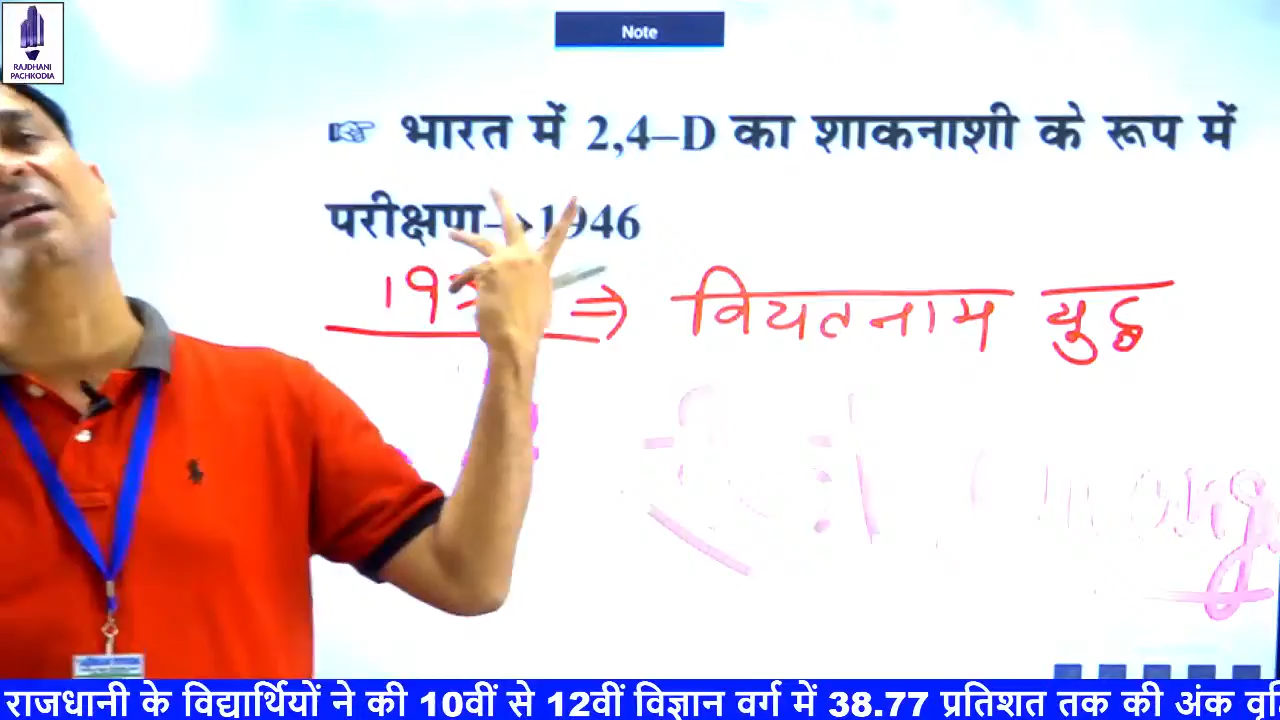 RAJDHANI
PACHKODIA
Note
☞ भारत में 2,4–D का शाकनाशी के रूप में
परीक्षण→1946
⇒ वियतनाम युद्ध
राजधानी के विद्यार्थियों ने की 10वीं से 12वीं विज्ञान वर्ग में 38.77 प्रतिशत तक की अंक